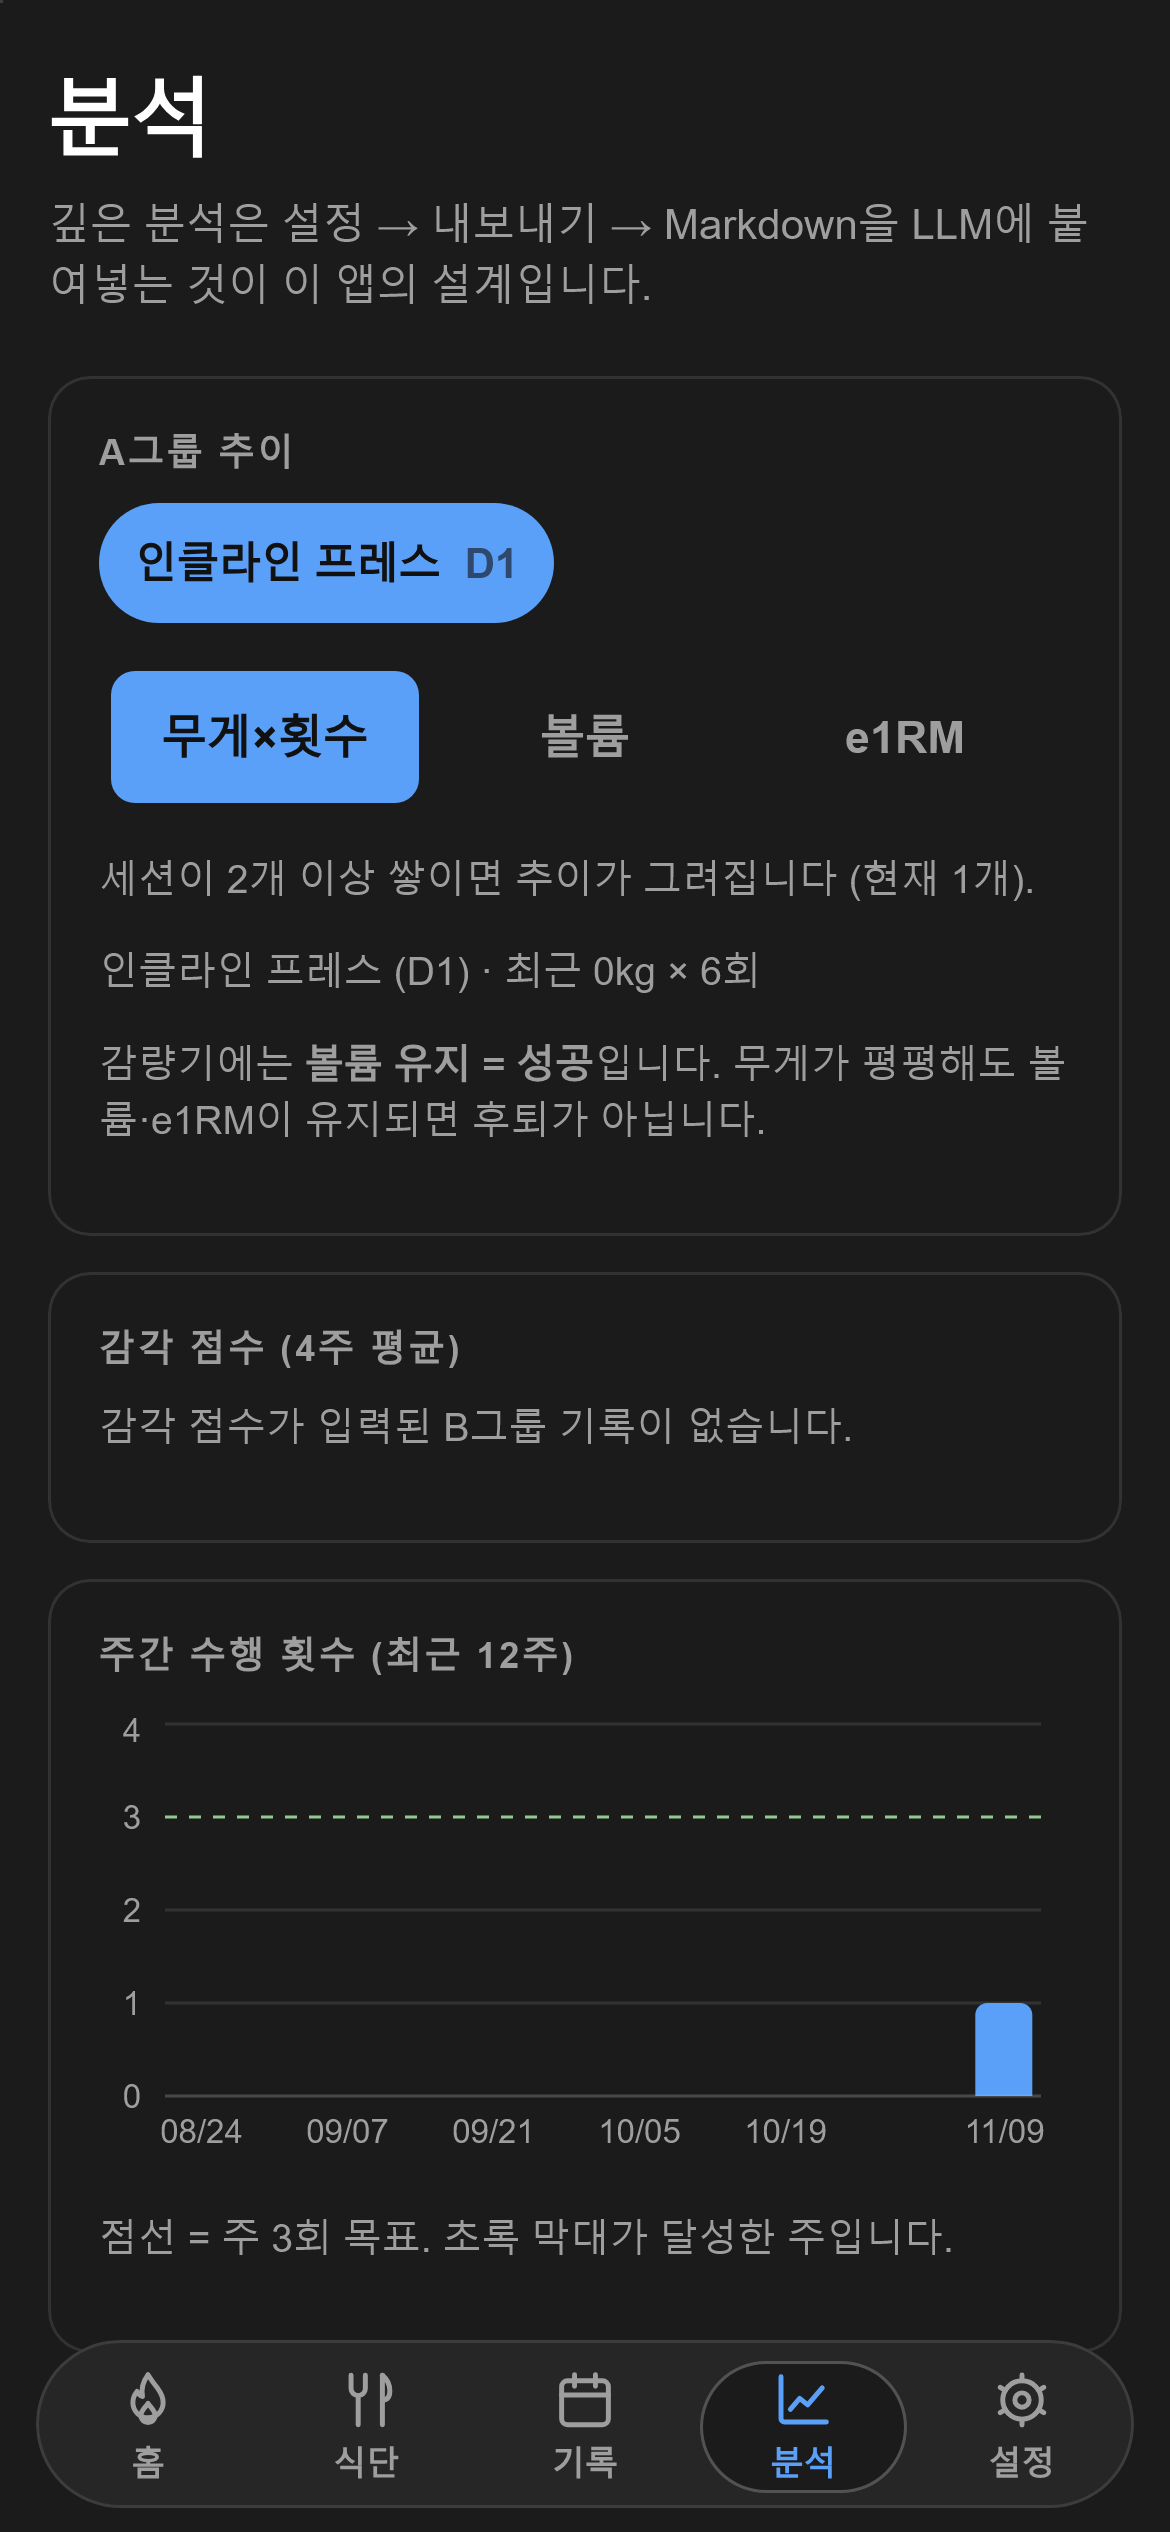 분석
깊은 분석은 설정 → 내보내기 → Markdown을 LLM에 붙
여넣는 것이 이 앱의 설계입니다.
A그룹 추이
인클라인 프레스 D1
무게×횟수 볼륨 e1RM
세션이 2개 이상 쌓이면 추이가 그려집니다 (현재 1개).
인클라인 프레스 (D1) · 최근 0kg × 6회
감량기에는 볼륨 유지 = 성공입니다. 무게가 평평해도 볼
륨·e1RM이 유지되면 후퇴가 아닙니다.
감각 점수 (4주 평균)
감각 점수가 입력된 B그룹 기록이 없습니다.
주간 수행 횟수 (최근 12주)
4
3
2
1
0
08/24 09/07 09/21 10/05 10/19 11/09
점선 = 주 3회 목표. 초록 막대가 달성한 주입니다.
홈 식단 기록 분석 설정